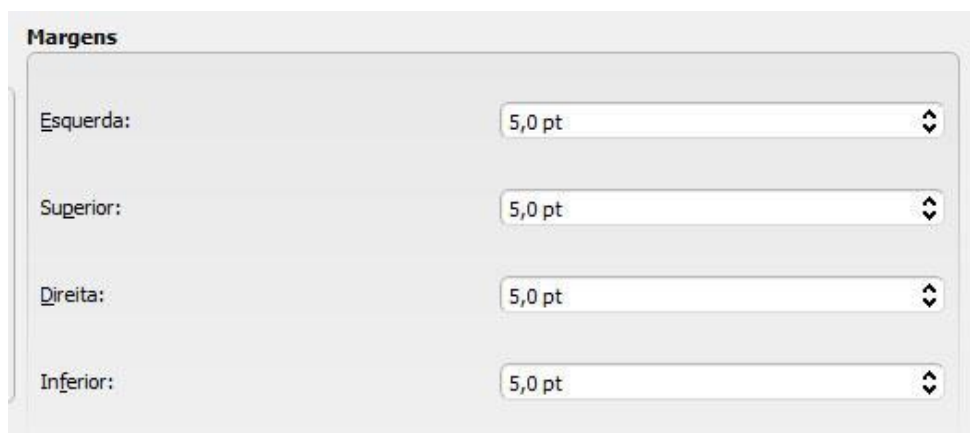 Margens
Esquerda: 5,0 pt
Superior: 5,0 pt
Direita: 5,0 pt
Inferior: 5,0 pt